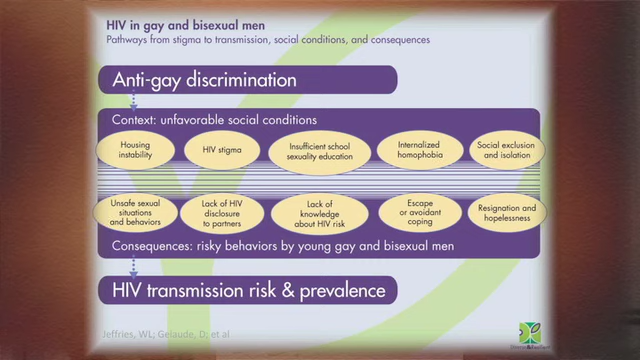 HIV in gay and bisexual men
Pathways from stigma to transmission, social conditions, and consequences
Anti-gay discrimination
Context: unfavorable social conditions
Housing
instability
HIV stigma
Insufficient school
sexuality education
Internalized
homophobia
Social exclusion
and isolation
Unsafe sexual
situations
and behaviors
Lack of HIV
disclosure
to partners
Lack of
knowledge
about HIV risk
Escape
or avoidant
coping
Resignation and
hopelessness
Consequences: risky behaviors by young gay and bisexual men
HIV transmission risk & prevalence
Jeffries, WL; Gelaude, D; et al